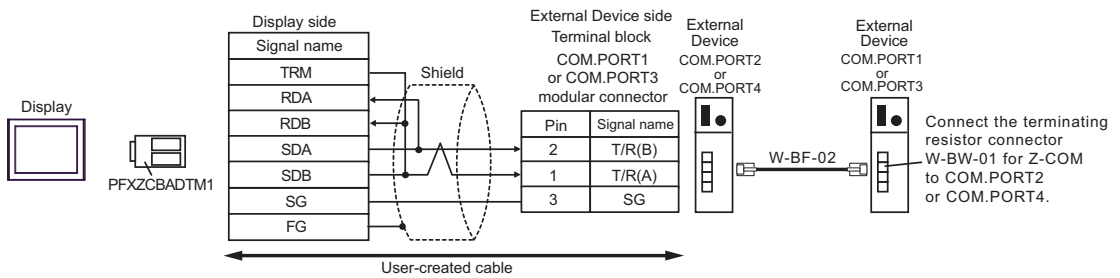 Display
PFXZCBADTM1
Display side
Signal name
TRM
RDA
RDB
SDA
SDB
SG
FG
Shield
User-created cable
External Device side
Terminal block
COM.PORT1
or COM.PORT3
modular connector
Pin Signal name
2 T/R(B)
1 T/R(A)
3 SG
External
Device
COM.PORT2
or
COM.PORT4
W-BF-02
External
Device
COM.PORT1
or
COM.PORT3
Connect the terminating
resistor connector
W-BW-01 for Z-COM
to COM.PORT2
or COM.PORT4.